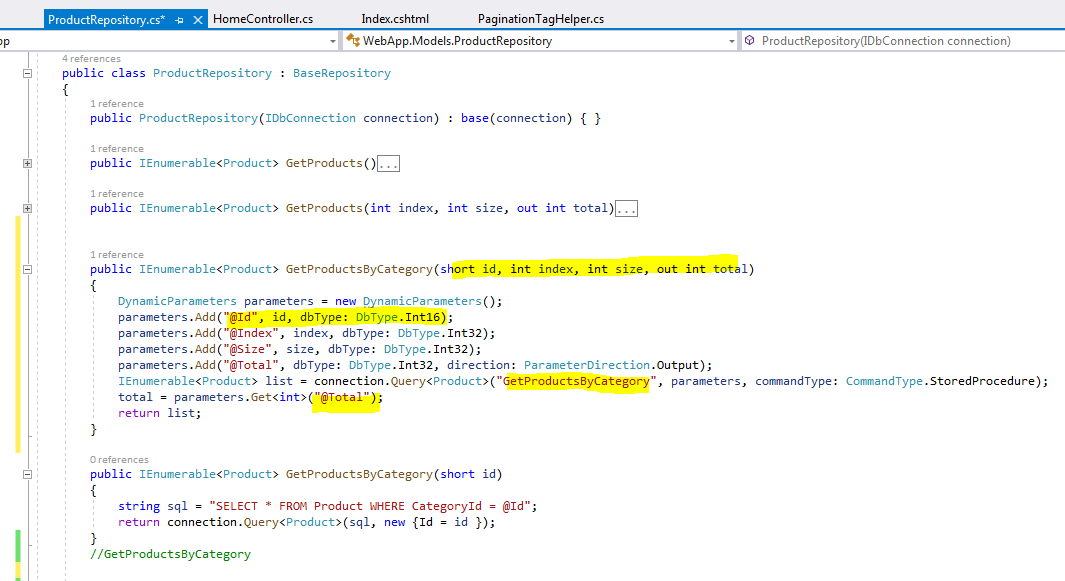 ProductRepository.cs* HomeController.cs Index.cshtml PaginationTagHelper.cs
pp WebApp.Models.ProductRepository ProductRepository(IDbConnection connection)
4 references
public class ProductRepository : BaseRepository
{
1 reference
public ProductRepository(IDbConnection connection) : base(connection) { }
1 reference
public IEnumerable<Product> GetProducts()...
1 reference
public IEnumerable<Product> GetProducts(int index, int size, out int total)...
1 reference
public IEnumerable<Product> GetProductsByCategory(short id, int index, int size, out int total)
{
DynamicParameters parameters = new DynamicParameters();
parameters.Add("@Id", id, dbType: DbType.Int16);
parameters.Add("@Index", index, dbType: DbType.Int32);
parameters.Add("@Size", size, dbType: DbType.Int32);
parameters.Add("@Total", dbType: DbType.Int32, direction: ParameterDirection.Output);
IEnumerable<Product> list = connection.Query<Product>("GetProductsByCategory", parameters, commandType: CommandType.StoredProcedure);
total = parameters.Get<int>("@Total");
return list;
}
0 references
public IEnumerable<Product> GetProductsByCategory(short id)
{
string sql = "SELECT * FROM Product WHERE CategoryId = @Id";
return connection.Query<Product>(sql, new {Id = id });
}
//GetProductsByCategory